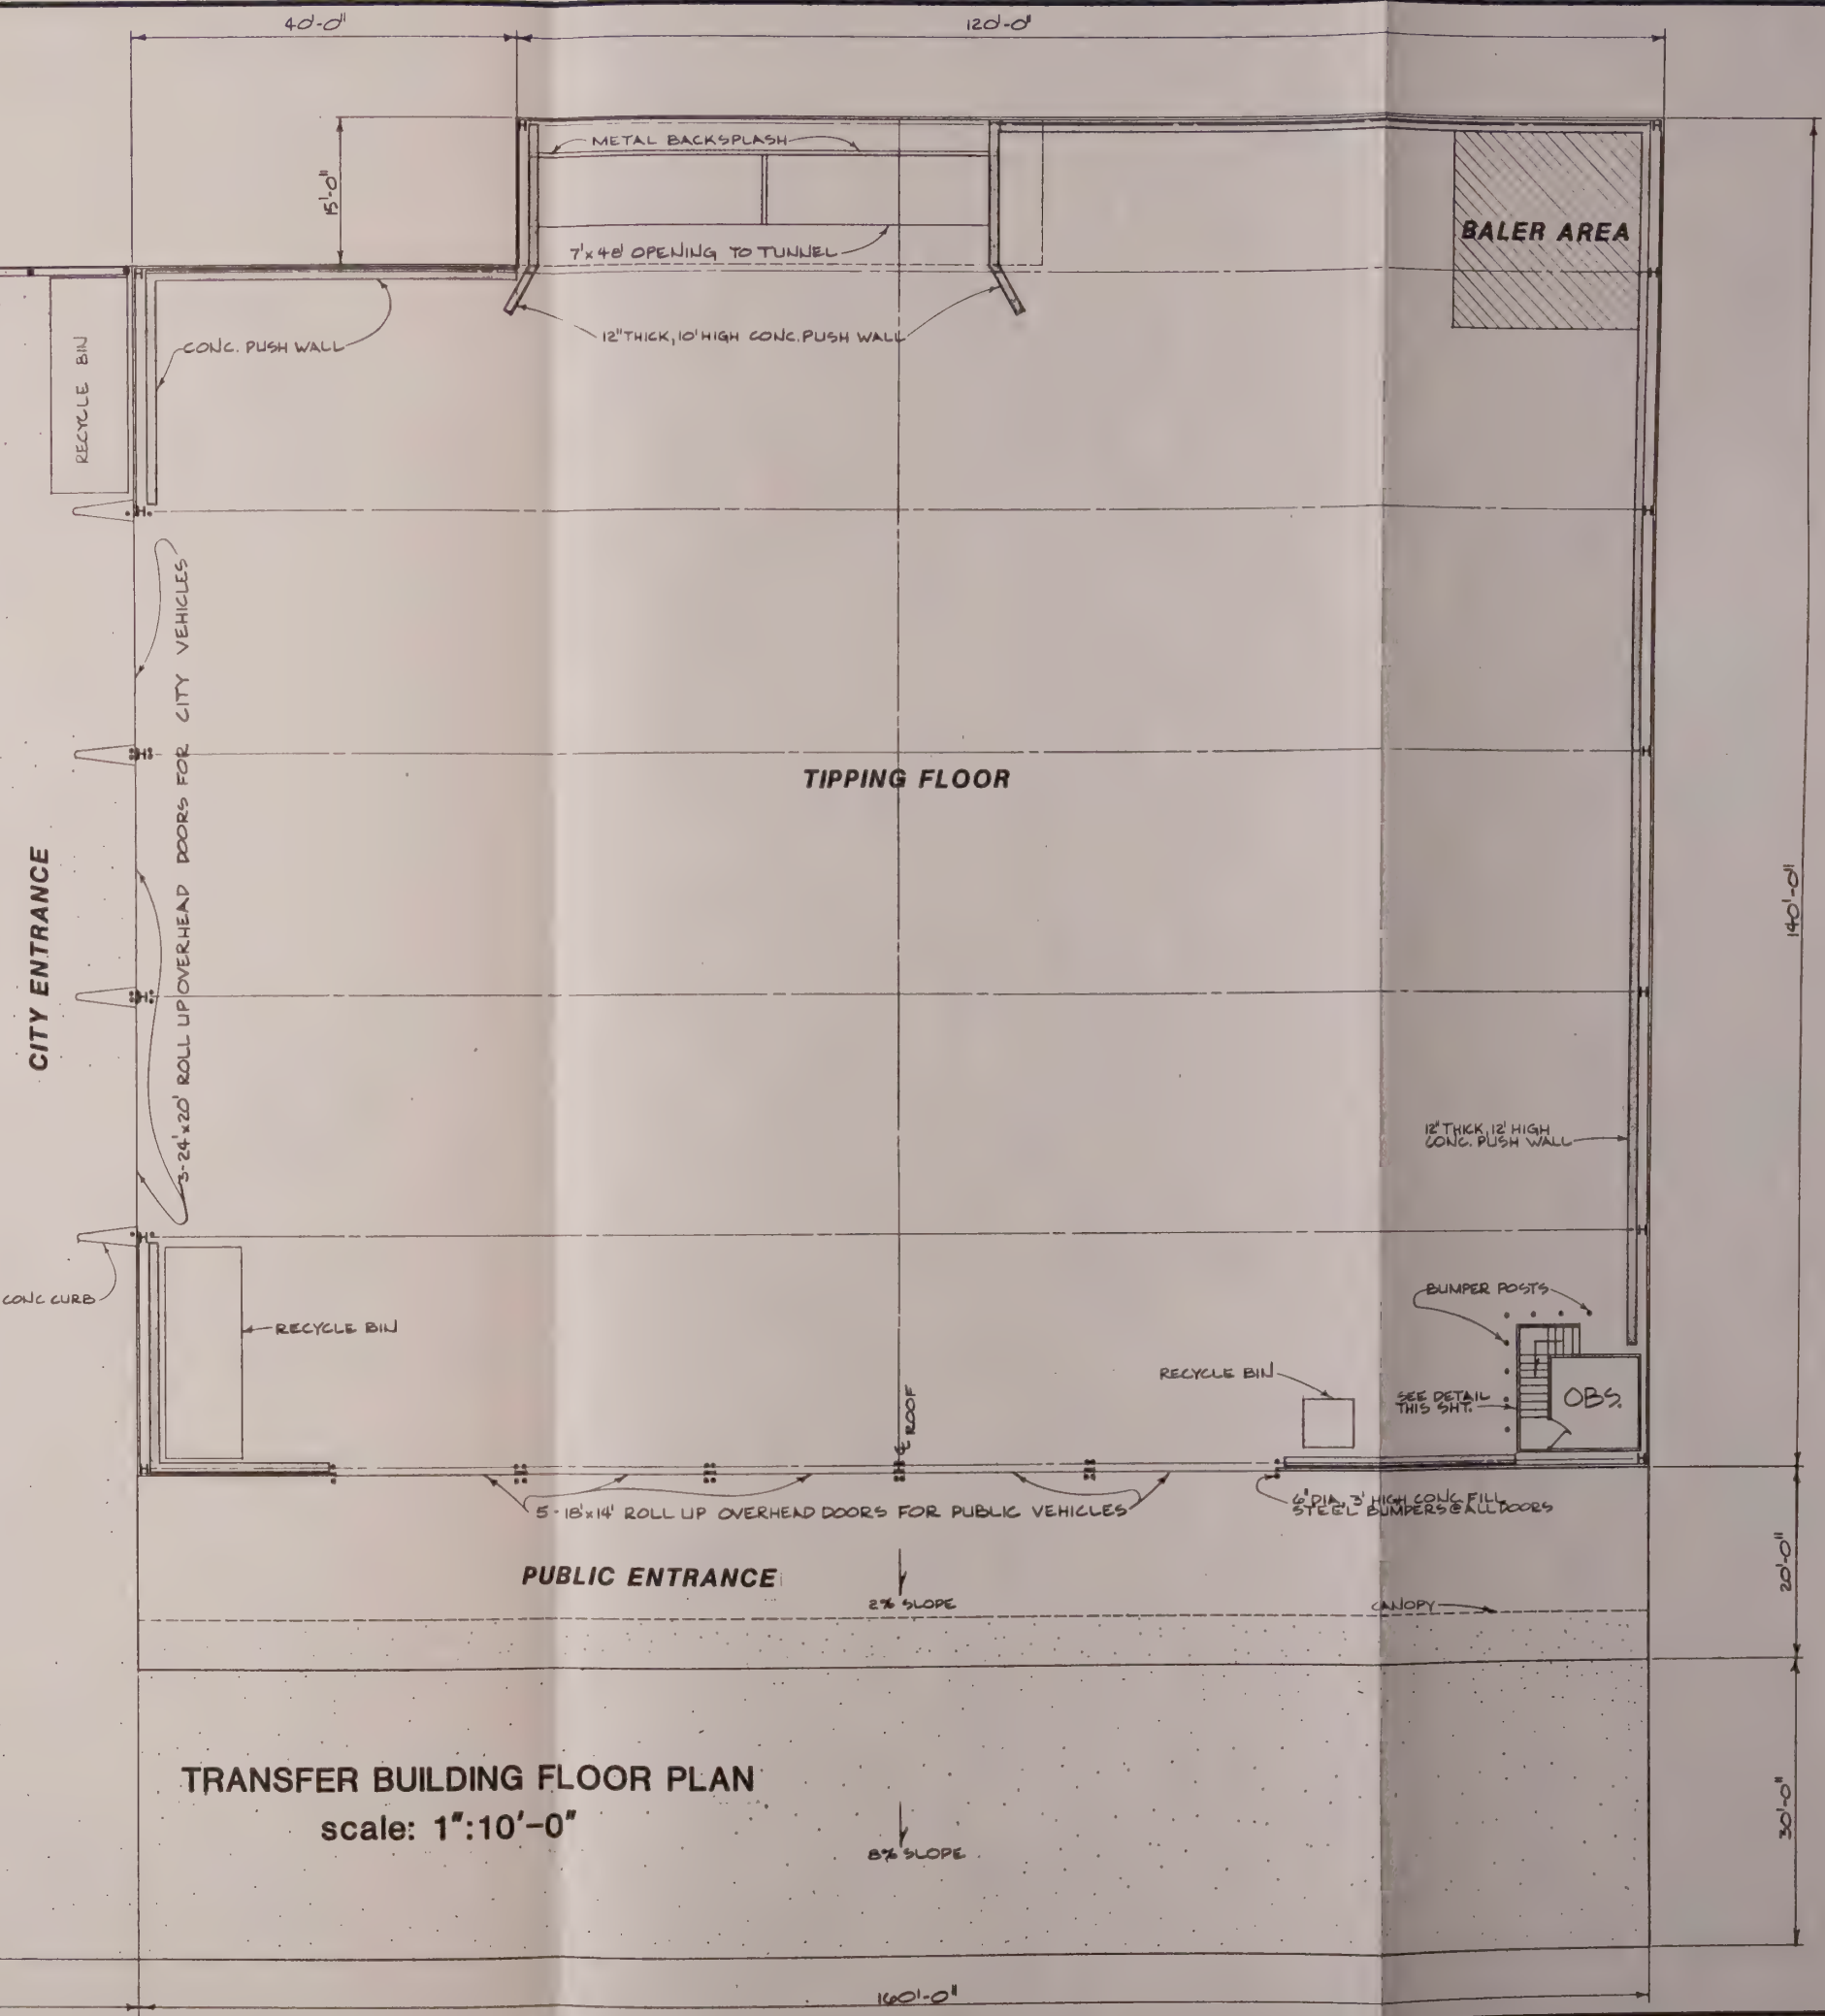 40'-0"
120'-0"
METAL BACKSPLASH
15'-0"
BALER AREA
7'x48' OPENING TO TUNNEL
12" THICK, 10' HIGH CONC. PUSH WALL
CONC. PUSH WALL
RECYCLE BIN
3-24'x20' ROLL UP OVERHEAD DOORS FOR CITY VEHICLES
TIPPING FLOOR
CITY ENTRANCE
140'-0"
12" THICK, 12' HIGH
CONC. PUSH WALL
CONC CURB
RECYCLE BIN
BUMPER POSTS
RECYCLE BIN
SEE DETAIL
THIS SHT.
OBS.
℄ ROOF
5-18'x14' ROLL UP OVERHEAD DOORS FOR PUBLIC VEHICLES
6" DIA, 3' HIGH CONC FILL
STEEL BUMPERS @ ALL DOORS
PUBLIC ENTRANCE
2% SLOPE
CANOPY
20'-0"
TRANSFER BUILDING FLOOR PLAN
scale: 1":10'-0"
8% SLOPE
30'-0"
160'-0"